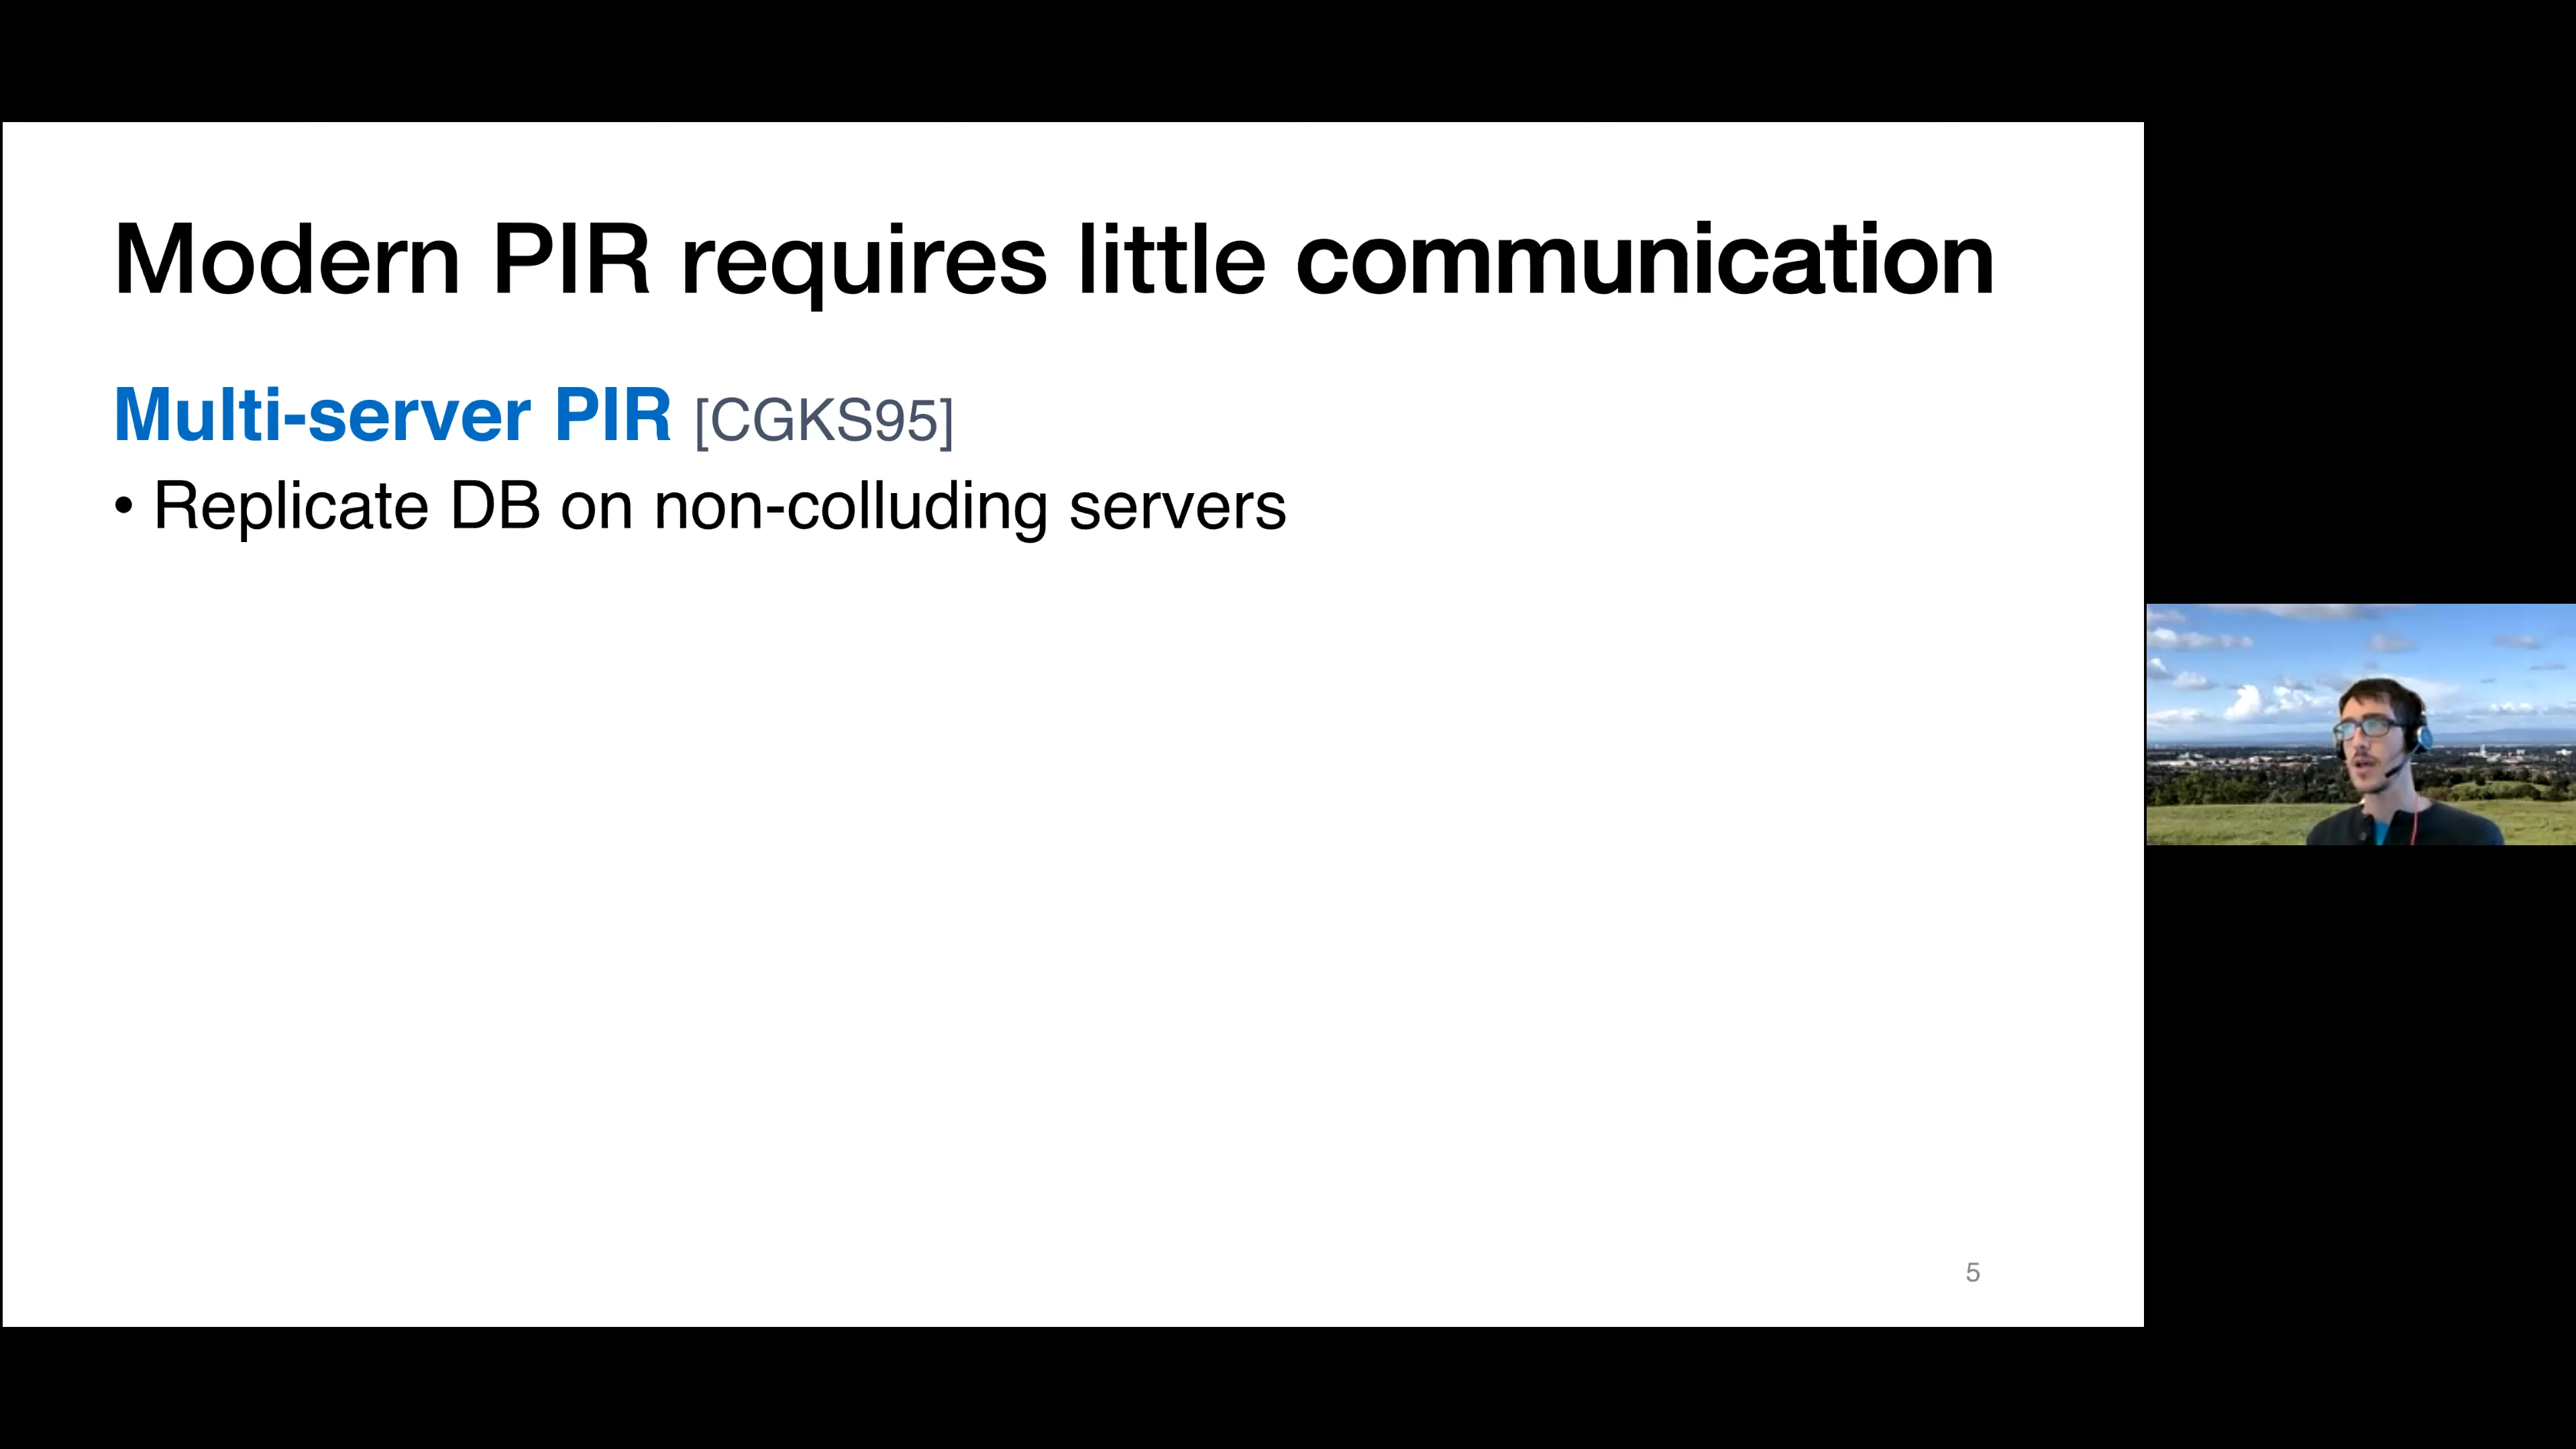 Modern PIR requires little communication
Multi-server PIR [CGKS95]
• Replicate DB on non-colluding servers
5